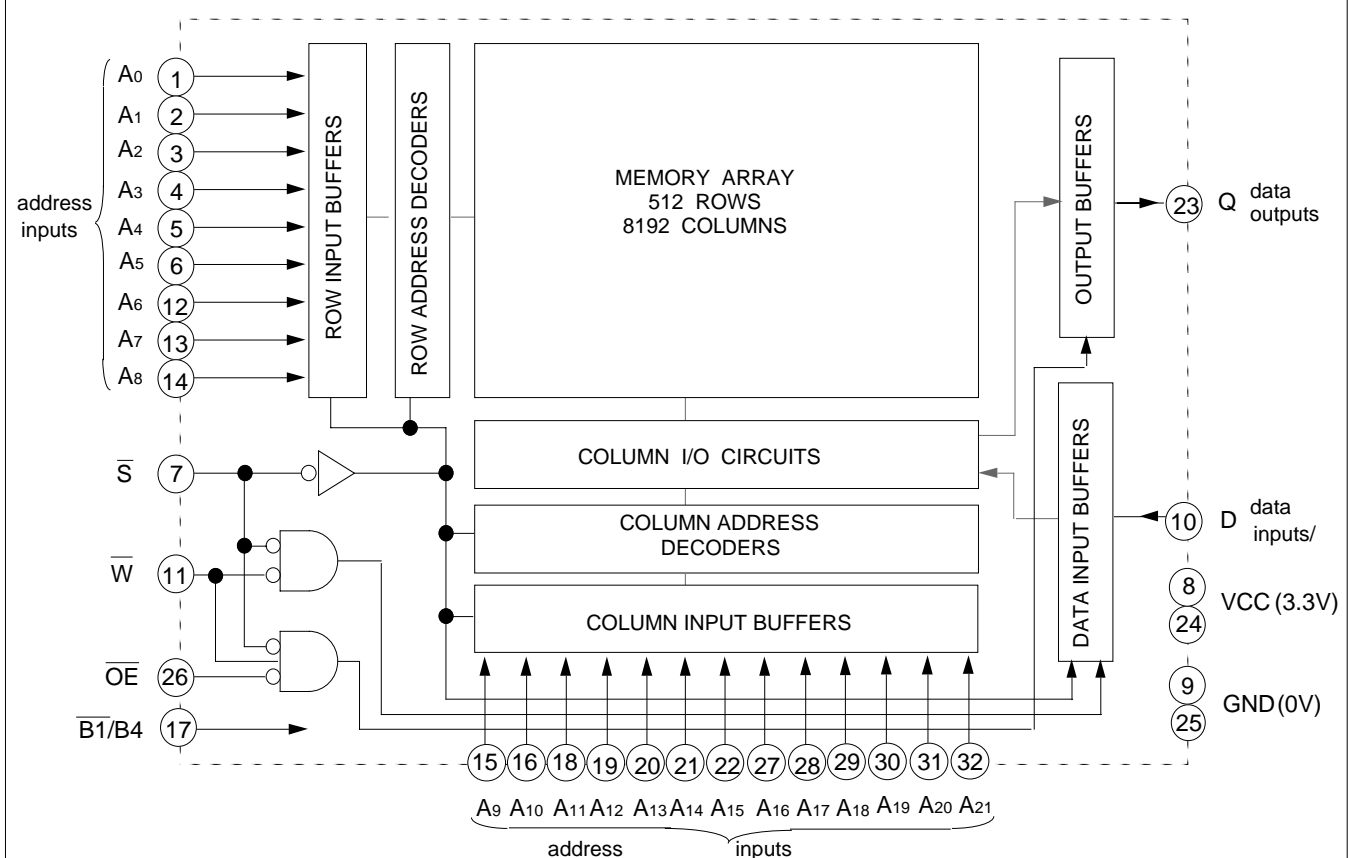 A0 1
A1 2
A2 3
A3 4
A4 5
A5 6
A6 12
A7 13
A8 14
address
inputs
ROW INPUT BUFFERS
ROW ADDRESS DECODERS
MEMORY ARRAY
512 ROWS
8192 COLUMNS
OUTPUT BUFFERS
23 Q data
outputs
S̅ 7
W̅ 11
O̅E̅ 26
B̅1̅/B4 17
COLUMN I/O CIRCUITS
COLUMN ADDRESS
DECODERS
COLUMN INPUT BUFFERS
DATA INPUT BUFFERS
10 D data
inputs/
8
24
VCC (3.3V)
9
25
GND (0V)
15 16 18 19 20 21 22 27 28 29 30 31 32
A9 A10 A11 A12 A13 A14 A15 A16 A17 A18 A19 A20 A21
address inputs